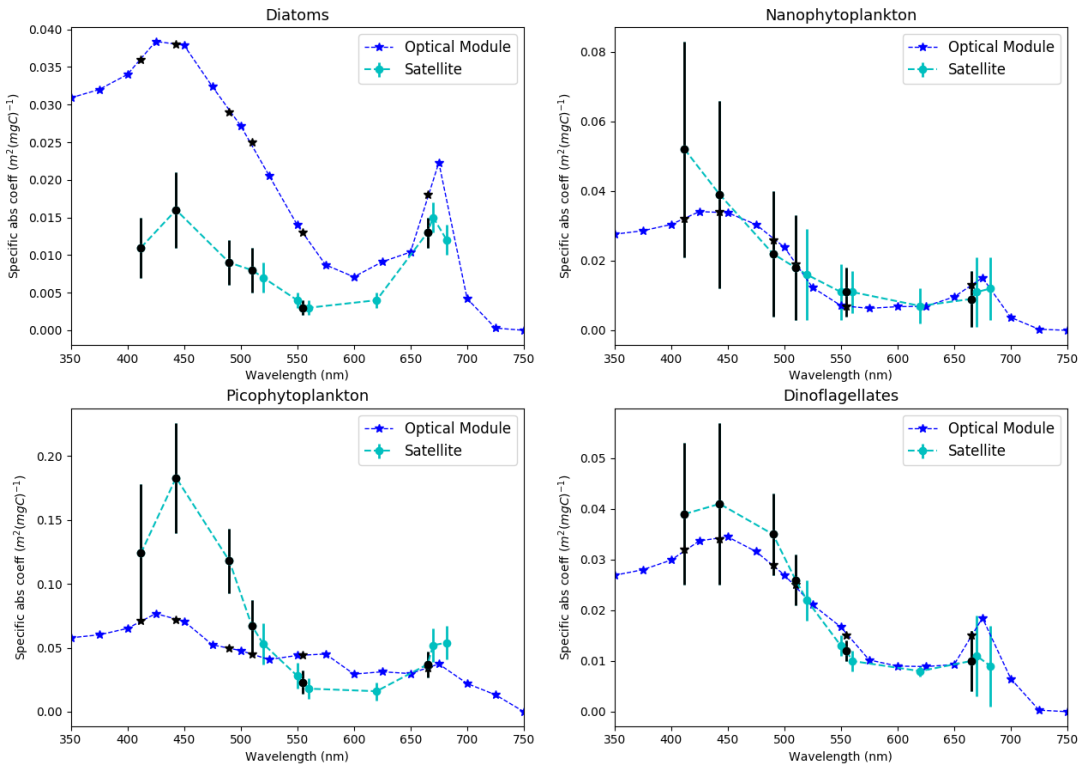 Diatoms
Specific abs coeff (m²(mgC)⁻¹)
0.040
0.035
0.030
0.025
0.020
0.015
0.010
0.005
0.000
Optical Module
Satellite
350 400 450 500 550 600 650 700 750
Wavelength (nm)
Nanophytoplankton
Specific abs coeff (m²(mgC)⁻¹)
0.08
0.06
0.04
0.02
0.00
Optical Module
Satellite
350 400 450 500 550 600 650 700 750
Wavelength (nm)
Picophytoplankton
Specific abs coeff (m²(mgC)⁻¹)
0.20
0.15
0.10
0.05
0.00
Optical Module
Satellite
350 400 450 500 550 600 650 700 750
Wavelength (nm)
Dinoflagellates
Specific abs coeff (m²(mgC)⁻¹)
0.05
0.04
0.03
0.02
0.01
0.00
Optical Module
Satellite
350 400 450 500 550 600 650 700 750
Wavelength (nm)